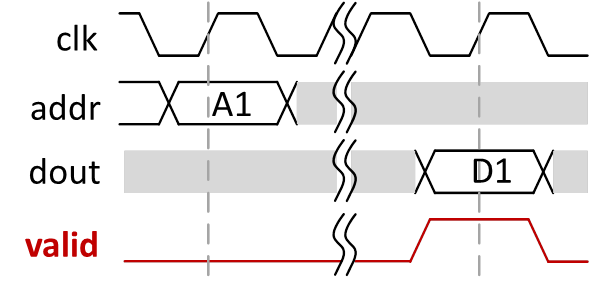 clk
addr A1
dout D1
valid